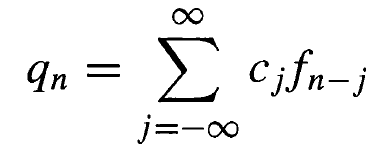 $q_n = \sum_{j=-\infty}^{\infty} c_j f_{n-j}$